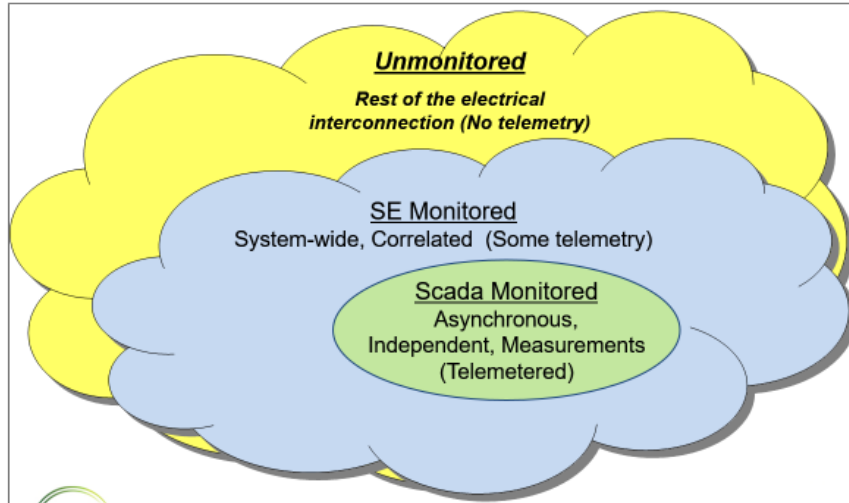 Unmonitored
Rest of the electrical
interconnection (No telemetry)
SE Monitored
System-wide, Correlated (Some telemetry)
Scada Monitored
Asynchronous,
Independent, Measurements
(Telemetered)